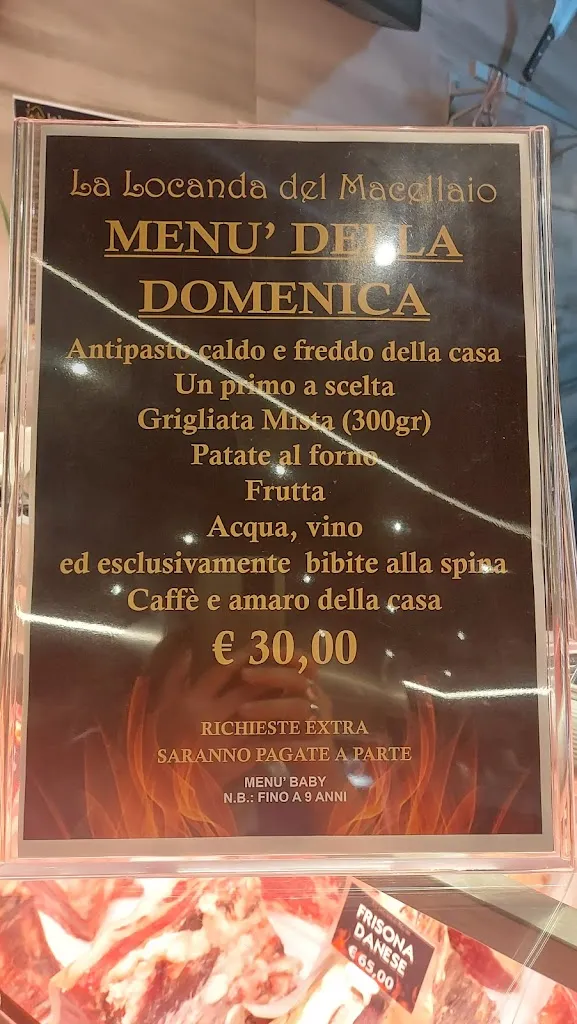 La Locanda del Macellaio
MENU' DELLA
DOMENICA
Antipasto caldo e freddo della casa
Un primo a scelta
Grigliata Mista (300gr)
Patate al forno
Frutta
Acqua, vino
ed esclusivamente bibite alla spina
Caffè e amaro della casa
€ 30,00
RICHIESTE EXTRA
SARANNO PAGATE A PARTE
MENU' BABY
N.B.: FINO A 9 ANNI
FRISONA
DANESE
€ 65,00